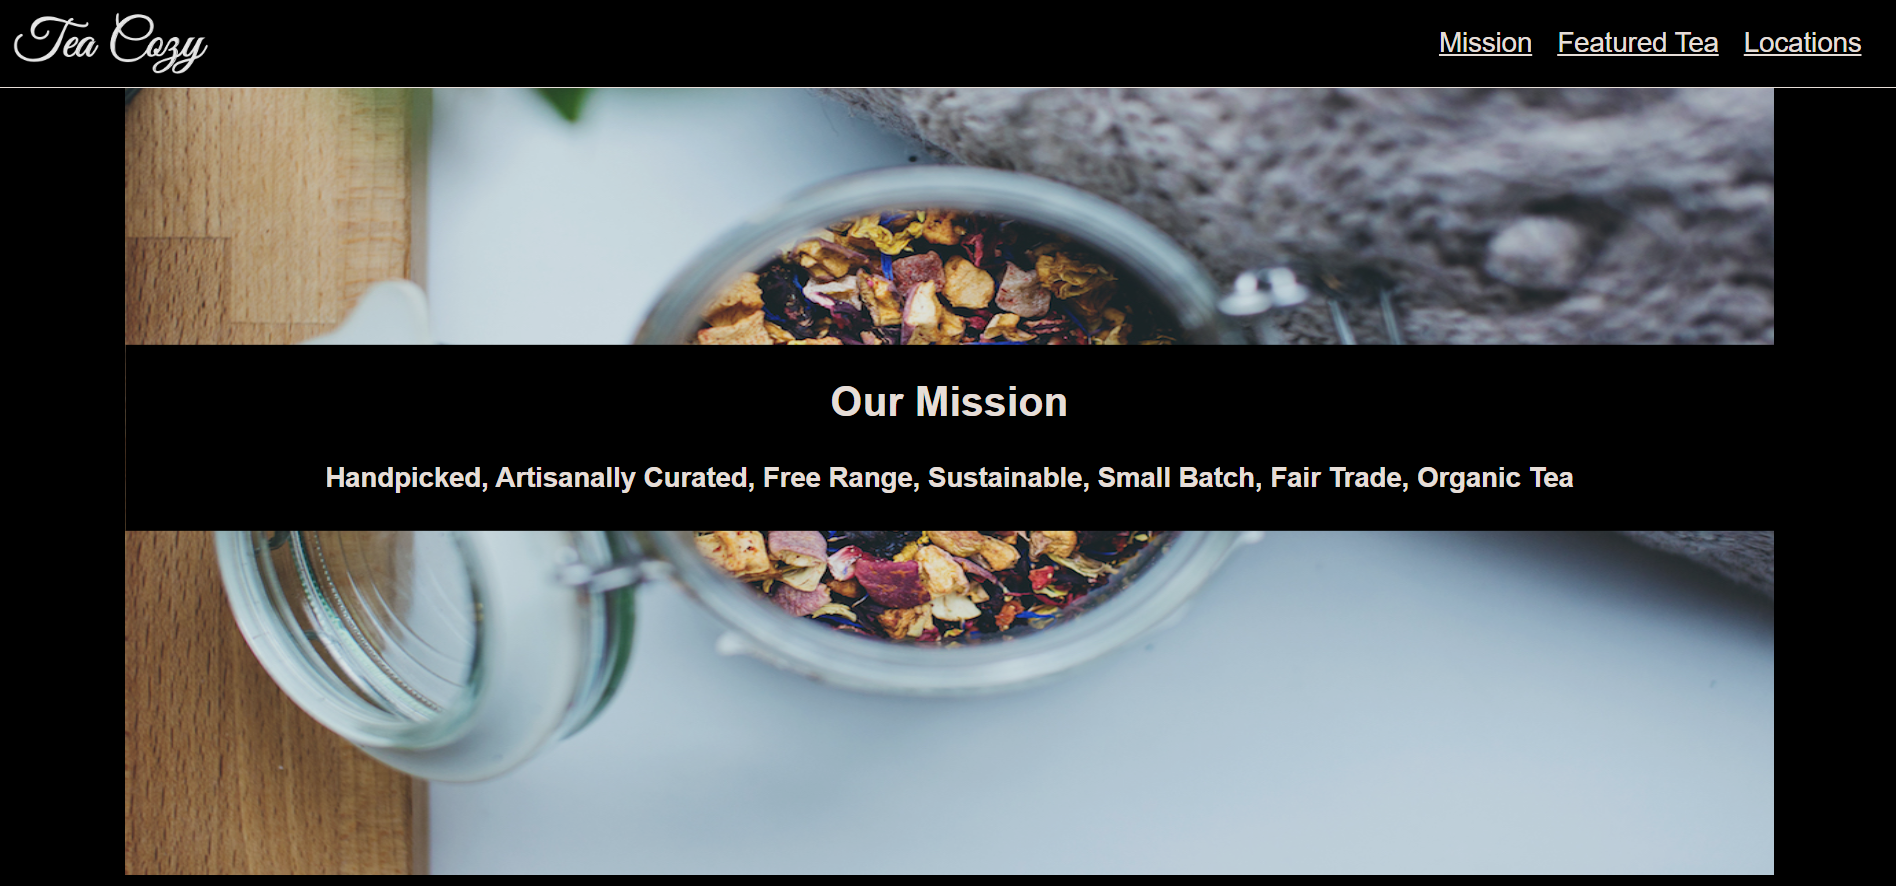 Tea Cozy
Mission Featured Tea Locations
Our Mission
Handpicked, Artisanally Curated, Free Range, Sustainable, Small Batch, Fair Trade, Organic Tea